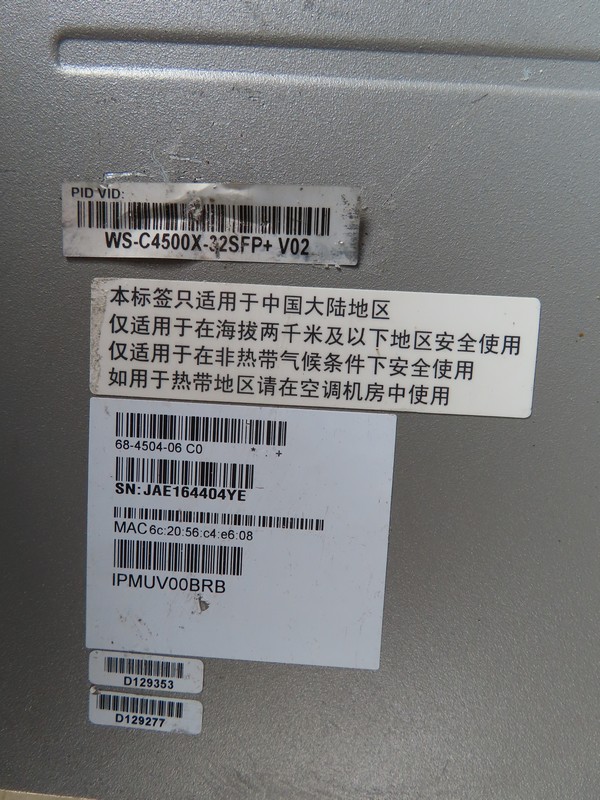 PID VID:
WS-C4500X-32SFP+ V02
本标签只适用于中国大陆地区
仅适用于在海拔两千米及以下地区安全使用
仅适用于在非热带气候条件下安全使用
如用于热带地区请在空调机房中使用
68-4504-06 C0 * +
SN:JAE164404YE
MAC6c:20:56:c4:e6:08
IPMUV00BRB
D129353
D129277